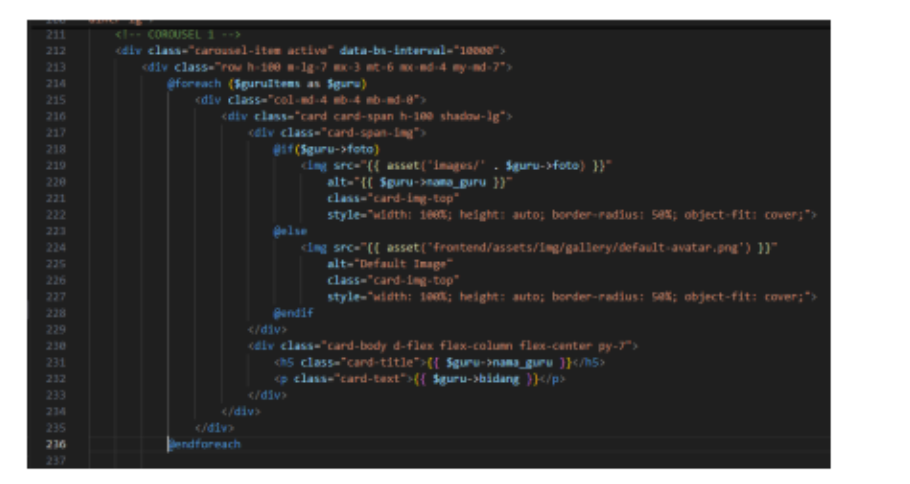 211 <!-- COROUSEL 1 -->
212 <div class="carousel-item active" data-bs-interval="10000">
213 <div class="row h-100 m-lg-7 mx-3 mt-6 mx-md-4 my-md-7">
214 @foreach ($guruItems as $guru)
215 <div class="col-md-4 mb-4 mb-md-0">
216 <div class="card card-span h-100 shadow-lg">
217 <div class="card-span-img">
218 @if($guru->foto)
219 <img src="{{ asset('images/' . $guru->foto) }}"
220 alt="{{ $guru->nama_guru }}"
221 class="card-img-top"
222 style="width: 100%; height: auto; border-radius: 50%; object-fit: cover;">
223 @else
224 <img src="{{ asset('frontend/assets/img/gallery/default-avatar.png') }}"
225 alt="Default Image"
226 class="card-img-top"
227 style="width: 100%; height: auto; border-radius: 50%; object-fit: cover;">
228 @endif
229 </div>
230 <div class="card-body d-flex flex-column flex-center py-7">
231 <h5 class="card-title">{{ $guru->nama_guru }}</h5>
232 <p class="card-text">{{ $guru->bidang }}</p>
233 </div>
234 </div>
235 </div>
236 @endforeach
237